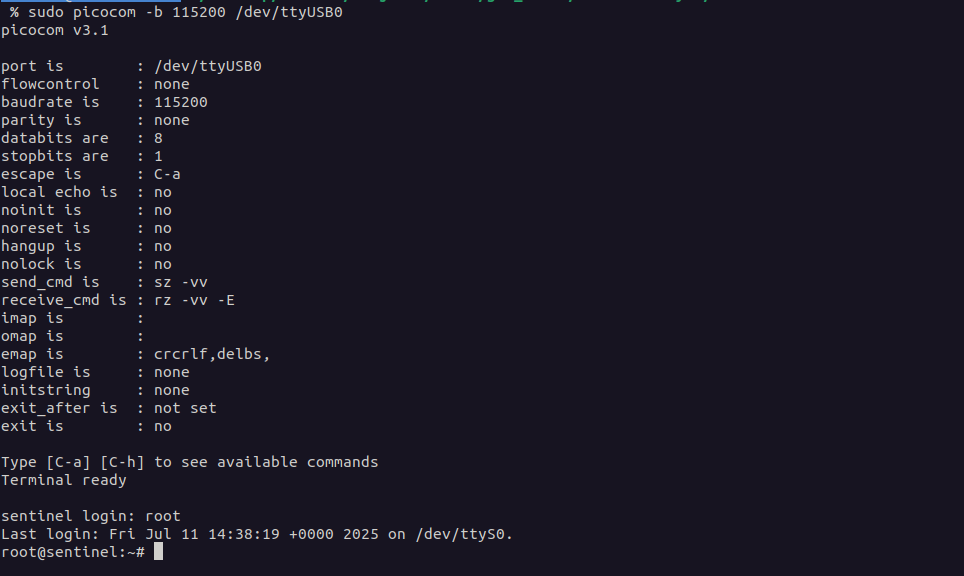 % sudo picocom -b 115200 /dev/ttyUSB0
picocom v3.1
port is        : /dev/ttyUSB0
flowcontrol    : none
baudrate is    : 115200
parity is      : none
databits are   : 8
stopbits are   : 1
escape is      : C-a
local echo is  : no
noinit is      : no
noreset is     : no
hangup is      : no
nolock is      : no
send_cmd is    : sz -vv
receive_cmd is : rz -vv -E
imap is        :
omap is        :
emap is        : crcrlf,delbs,
logfile is     : none
initstring     : none
exit_after is  : not set
exit is        : no
Type [C-a] [C-h] to see available commands
Terminal ready
sentinel login: root
Last login: Fri Jul 11 14:38:19 +0000 2025 on /dev/ttyS0.
root@sentinel:~#